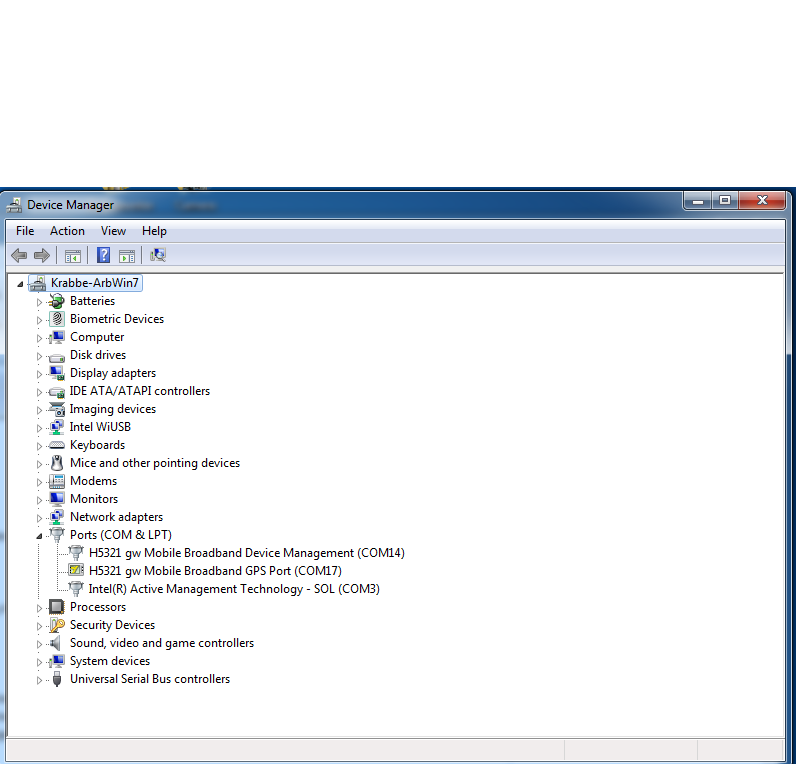 Device Manager
File Action View Help
Krabbe-ArbWin7
Batteries
Biometric Devices
Computer
Disk drives
Display adapters
IDE ATA/ATAPI controllers
Imaging devices
Intel WiUSB
Keyboards
Mice and other pointing devices
Modems
Monitors
Network adapters
Ports (COM & LPT)
H5321 gw Mobile Broadband Device Management (COM14)
H5321 gw Mobile Broadband GPS Port (COM17)
Intel(R) Active Management Technology - SOL (COM3)
Processors
Security Devices
Sound, video and game controllers
System devices
Universal Serial Bus controllers